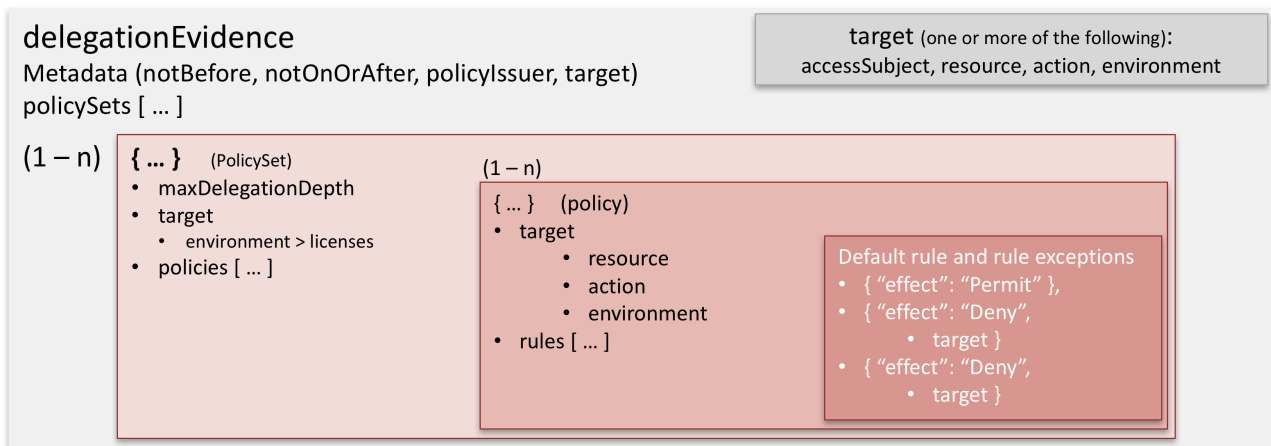 delegationEvidence
Metadata (notBefore, notOnOrAfter, policyIssuer, target)
policySets [ … ]
target (one or more of the following):
accessSubject, resource, action, environment
(1 – n)
{ … } (PolicySet)
• maxDelegationDepth
• target
• environment > licenses
• policies [ … ]
(1 – n)
{ … } (policy)
• target
• resource
• action
• environment
• rules [ … ]
Default rule and rule exceptions
• { “effect”: “Permit” },
• { “effect”: “Deny”,
• target }
• { “effect”: “Deny”,
• target }